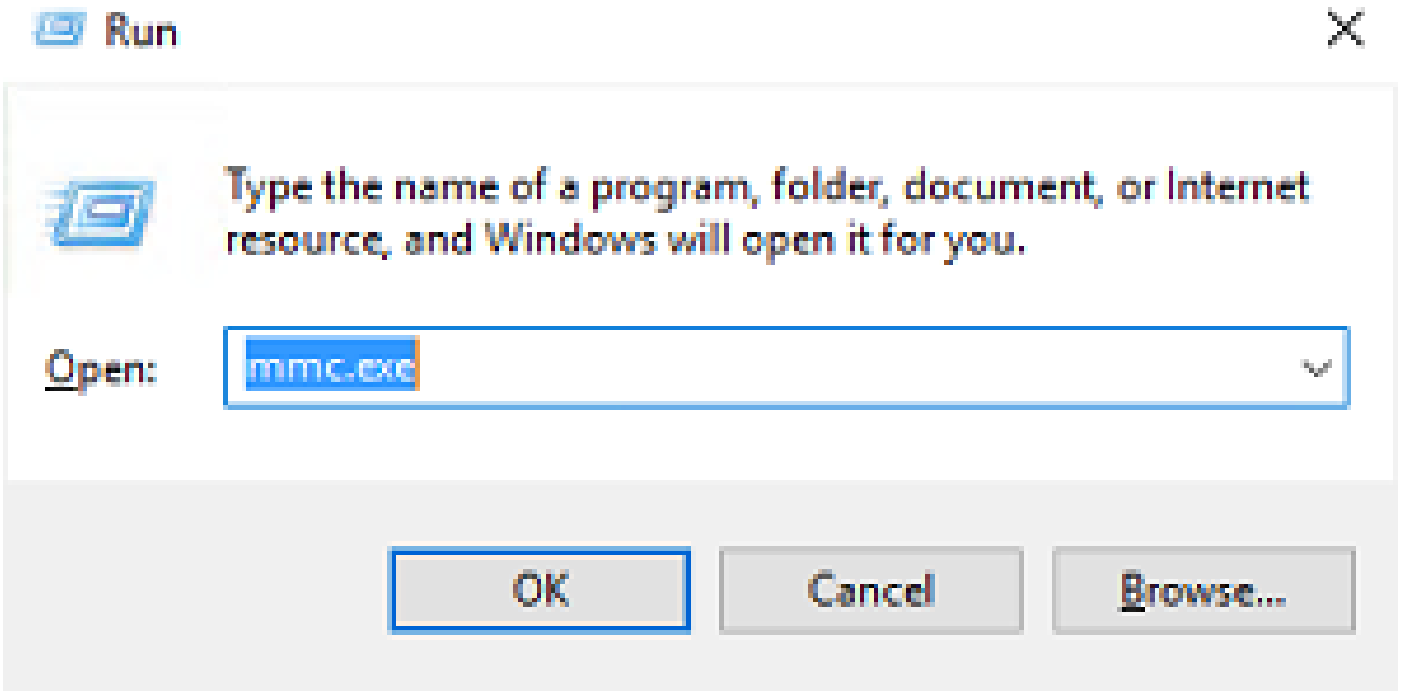 Run
Type the name of a program, folder, document, or Internet
resource, and Windows will open it for you.
Open: mmc.exe
OK Cancel Browse...